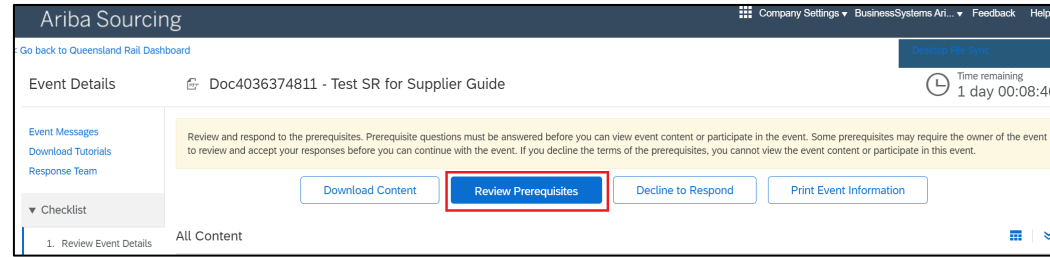 Ariba Sourcing
Company Settings ▾ BusinessSystems Ari... ▾ Feedback Help
Go back to Queensland Rail Dashboard
Desktop File Sync
Event Details
Doc4036374811 - Test SR for Supplier Guide
Time remaining
1 day 00:08:46
Event Messages
Download Tutorials
Response Team
Review and respond to the prerequisites. Prerequisite questions must be answered before you can view event content or participate in the event. Some prerequisites may require the owner of the event
to review and accept your responses before you can continue with the event. If you decline the terms of the prerequisites, you cannot view the event content or participate in this event.
Download Content
Review Prerequisites
Decline to Respond
Print Event Information
▼ Checklist
1. Review Event Details
All Content